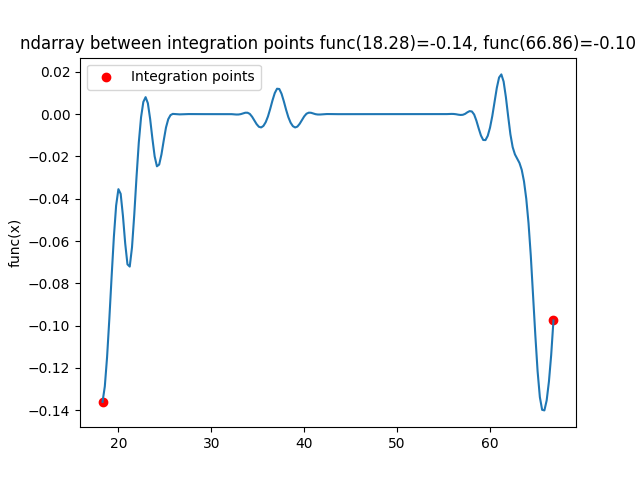 ndarray between integration points func(18.28)=-0.14, func(66.86)=-0.10
Integration points
func(x)
0.02
0.00
−0.02
−0.04
−0.06
−0.08
−0.10
−0.12
−0.14
20 30 40 50 60